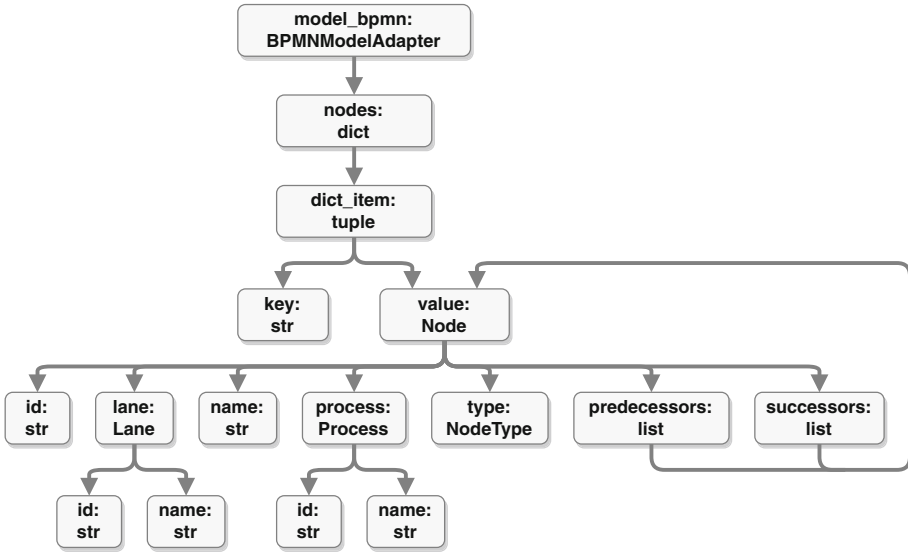 model_bpmn:
BPMNModelAdapter
nodes:
dict
dict_item:
tuple
key:
str
value:
Node
id:
str
lane:
Lane
name:
str
process:
Process
type:
NodeType
predecessors:
list
successors:
list
id:
str
name:
str
id:
str
name:
str